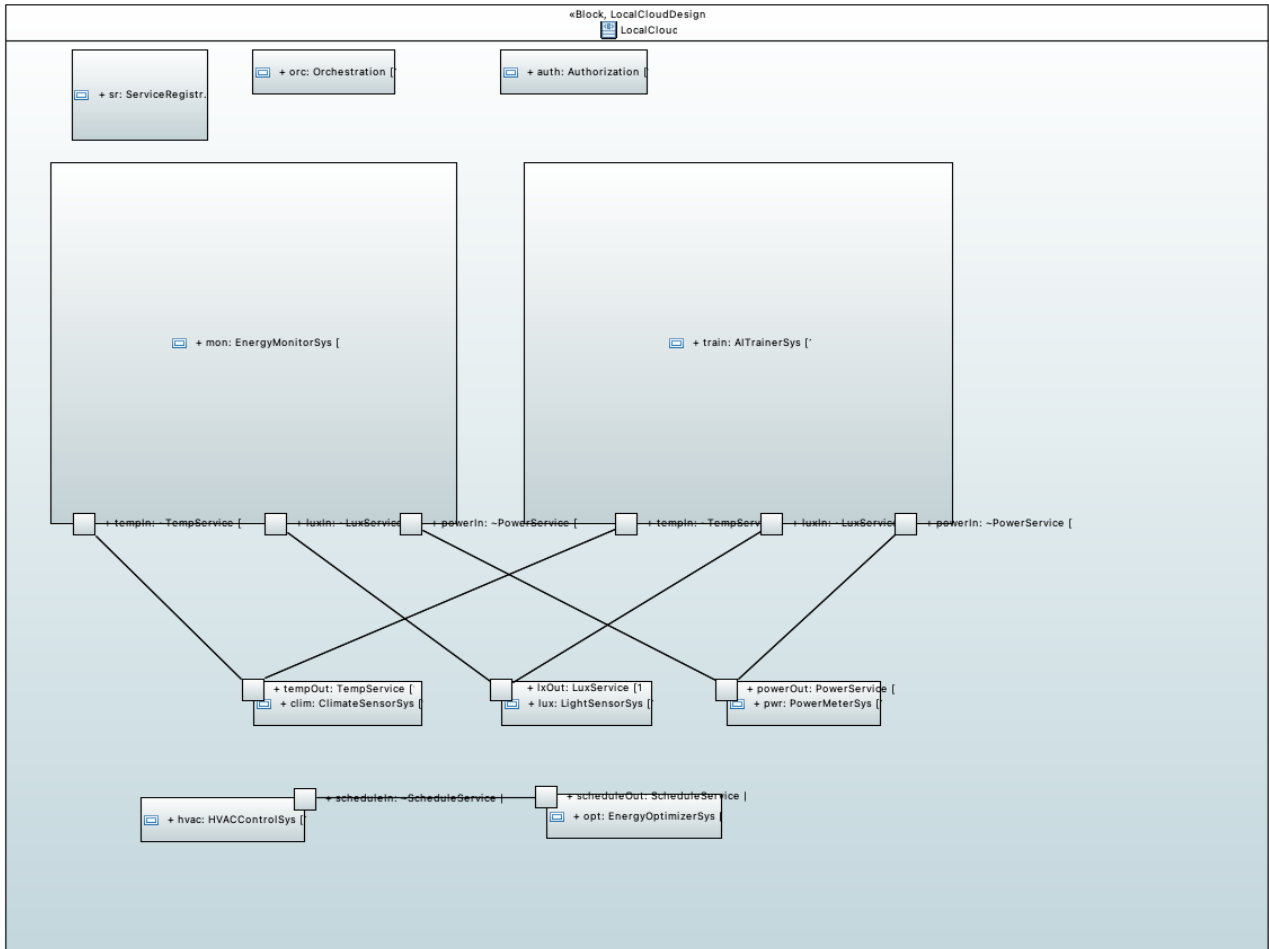 «Block, LocalCloudDesign
LocalClouc
+ sr: ServiceRegistr.
+ orc: Orchestration [
+ auth: Authorization [
+ mon: EnergyMonitorSys [
+ train: AITrainerSys [
+ tempIn: ~TempService [
+ luxIn: ~LuxService
+ powerIn: ~PowerService [
+ tempIn: ~TempServ
+ luxIn: ~LuxService
+ powerIn: ~PowerService [
+ tempOut: TempService [
+ clim: ClimateSensorSys [
+ lxOut: LuxService [1
+ lux: LightSensorSys [
+ powerOut: PowerService [
+ pwr: PowerMeterSys [
+ scheduleIn: ~ScheduleService [
+ hvac: HVACControlSys [
+ scheduleOut: ScheduleService [
+ opt: EnergyOptimizerSys [